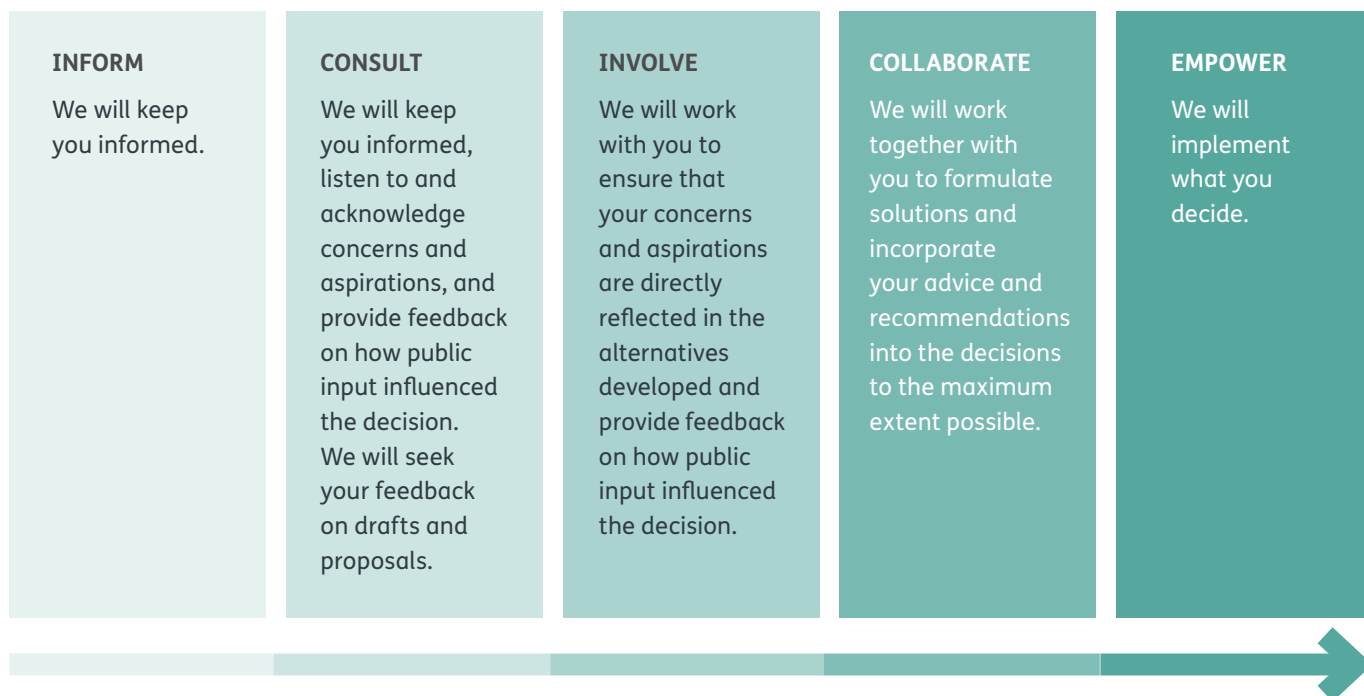 INFORM
We will keep
you informed.
CONSULT
We will keep
you informed,
listen to and
acknowledge
concerns and
aspirations, and
provide feedback
on how public
input influenced
the decision.
We will seek
your feedback
on drafts and
proposals.
INVOLVE
We will work
with you to
ensure that
your concerns
and aspirations
are directly
reflected in the
alternatives
developed and
provide feedback
on how public
input influenced
the decision.
COLLABORATE
We will work
together with
you to formulate
solutions and
incorporate
your advice and
recommendations
into the decisions
to the maximum
extent possible.
EMPOWER
We will
implement
what you
decide.